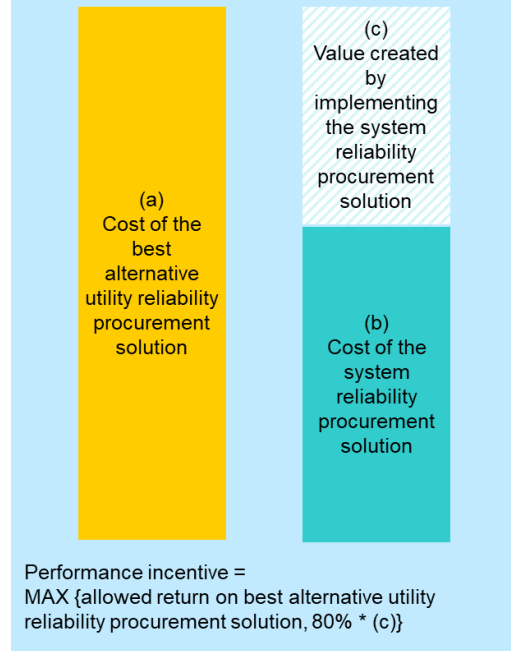 (a)
Cost of the
best
alternative
utility reliability
procurement
solution
(c)
Value created
by
implementing
the system
reliability
procurement
solution
(b)
Cost of the
system
reliability
procurement
solution
Performance incentive =
MAX {allowed return on best alternative utility
reliability procurement solution, 80% * (c)}